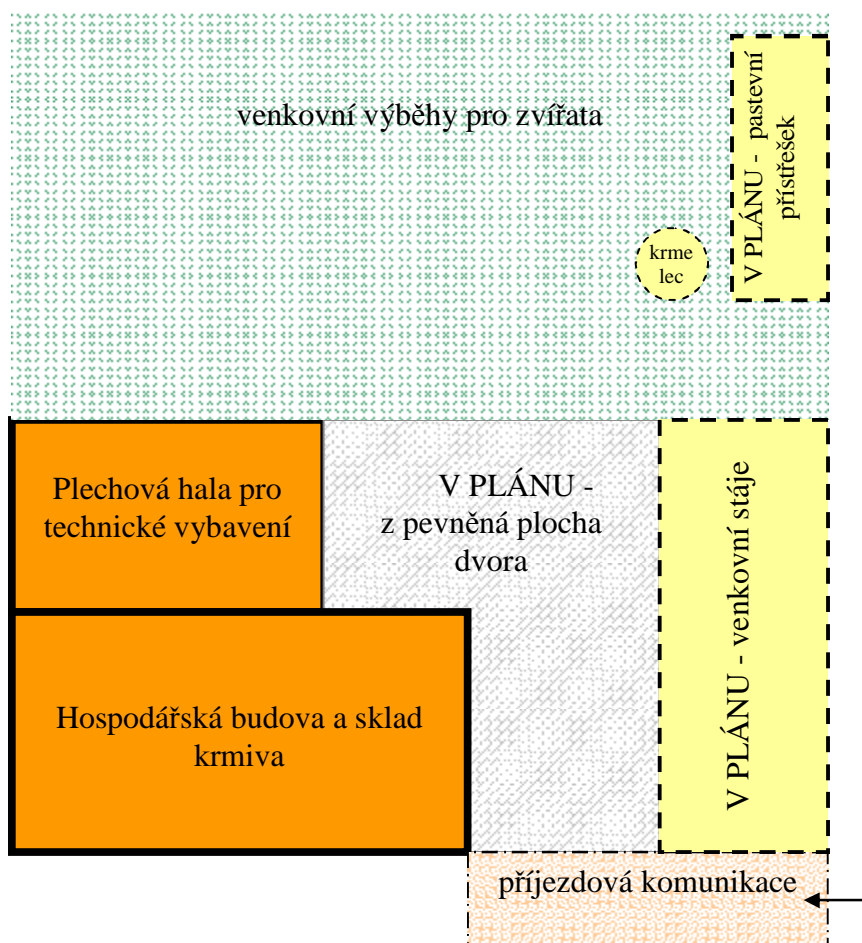 venkovní výběhy pro zvířata
V PLÁNU - pastevní
přístřešek
krme
lec
Plechová hala pro
technické vybavení
V PLÁNU -
z pevněná plocha
dvora
V PLÁNU - venkovní stáje
Hospodářská budova a sklad
krmiva
příjezdová komunikace